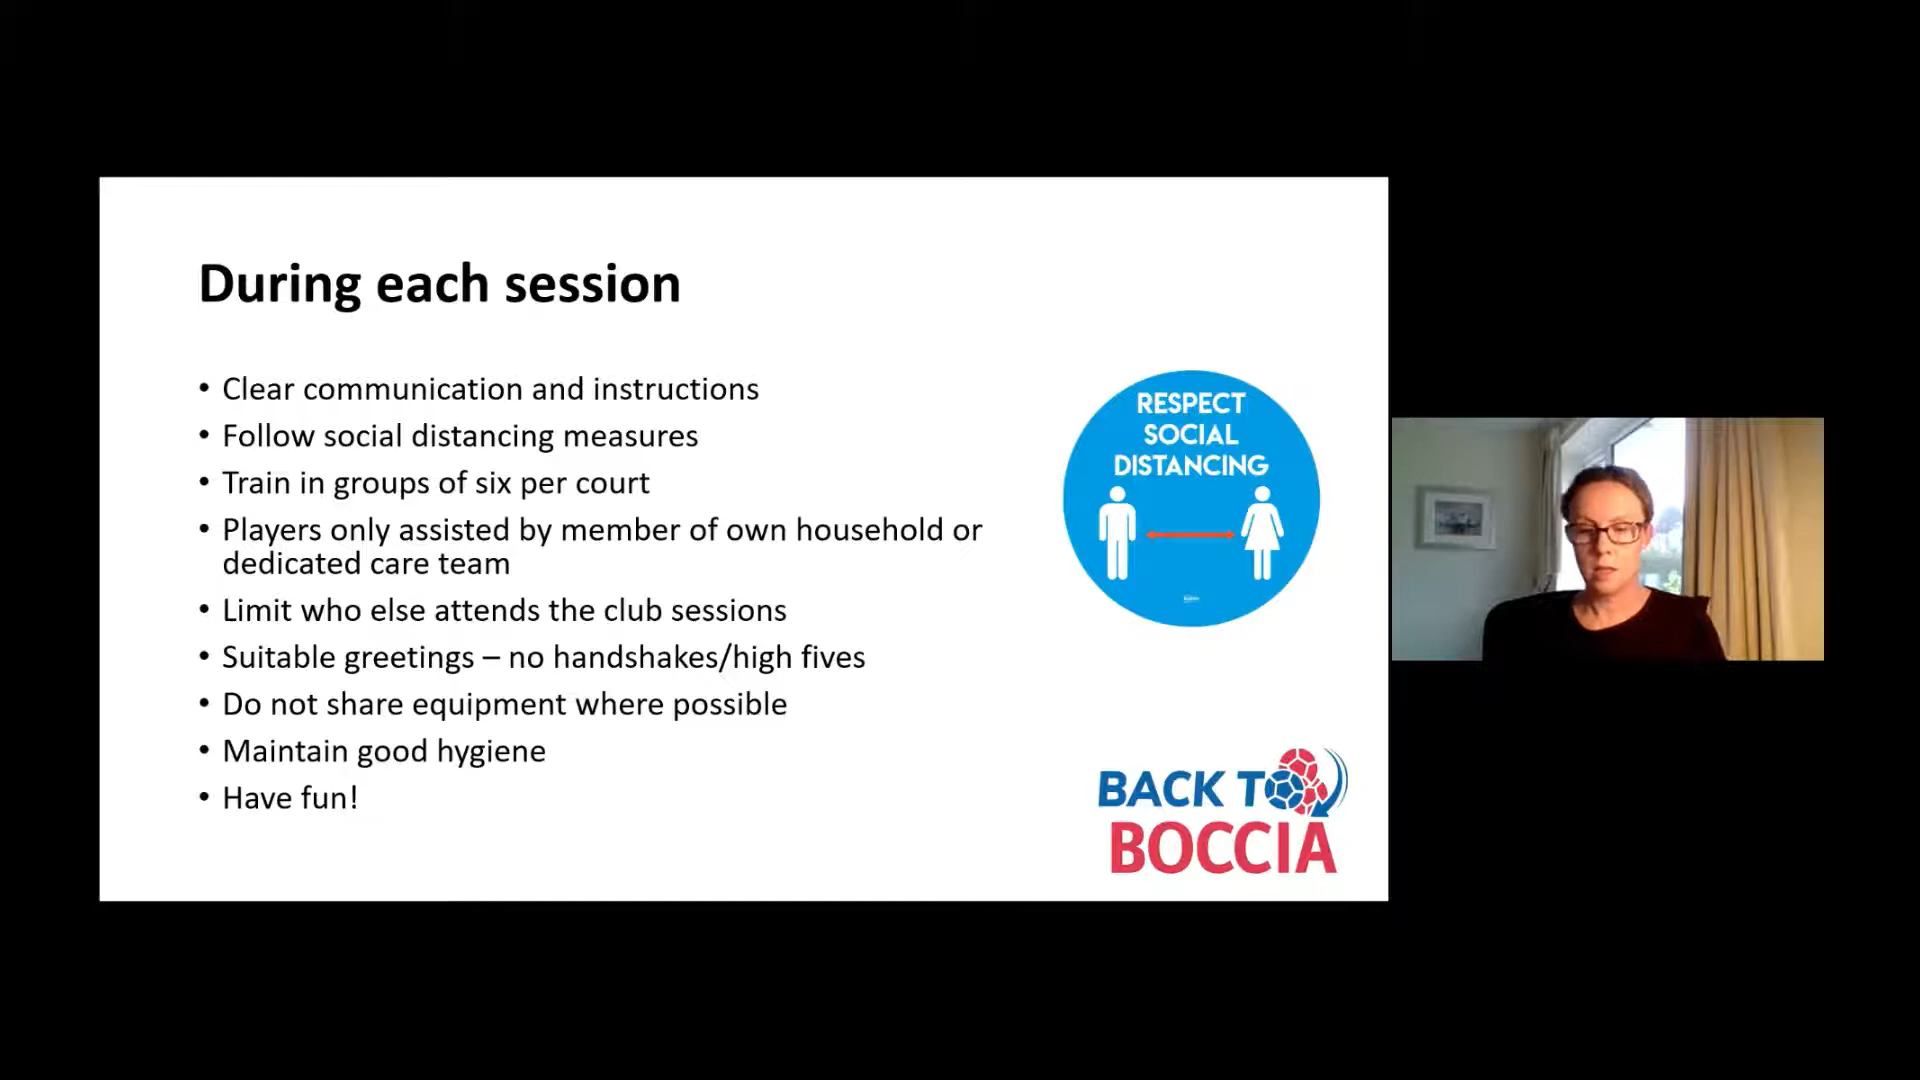 During each session
• Clear communication and instructions
• Follow social distancing measures
• Train in groups of six per court
• Players only assisted by member of own household or
dedicated care team
• Limit who else attends the club sessions
• Suitable greetings – no handshakes/high fives
• Do not share equipment where possible
• Maintain good hygiene
• Have fun!
RESPECT
SOCIAL
DISTANCING
BACK TO
BOCCIA